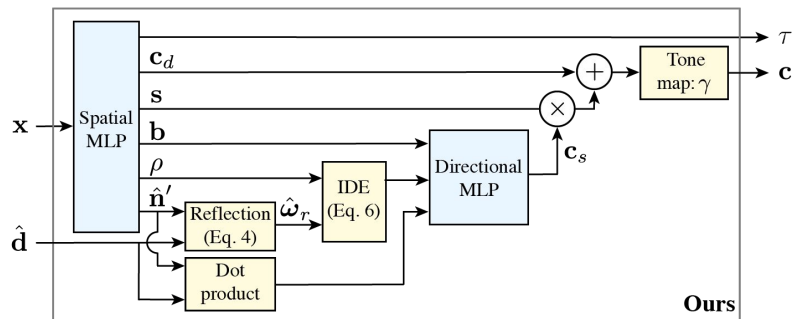 τ
c_d
Tone
map: γ
c
+
s
×
Spatial
MLP
x
b
c_s
Directional
MLP
ρ
IDE
(Eq. 6)
n̂′
Reflection
(Eq. 4)
ω̂_r
d̂
Dot
product
Ours